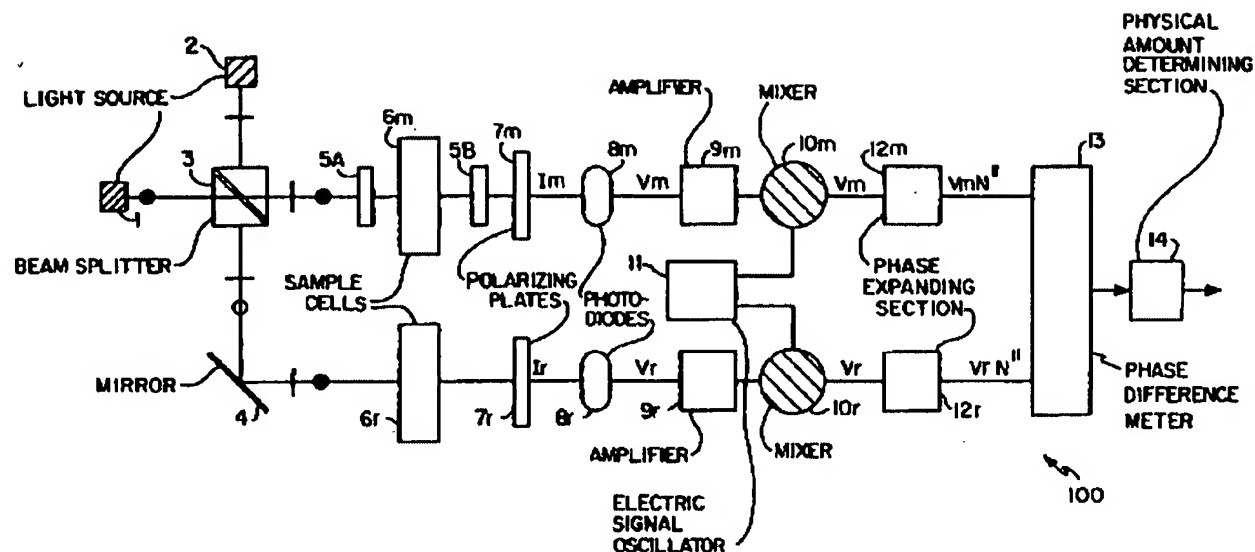 PHYSICAL
AMOUNT
DETERMINING
SECTION
2
LIGHT SOURCE
AMPLIFIER
MIXER
6m
7m
8m
9m
10m
12m
13
3
5A
5B
Im
Vm
Vm
VmN"
1
14
BEAM SPLITTER
SAMPLE
CELLS
POLARIZING
PLATES
PHOTO-
DIODES
11
PHASE
EXPANDING
SECTION
MIRROR
4
6r
Ir
7r
8r
Vr
9r
Vr
10r
12r
Vr N"
AMPLIFIER
MIXER
PHASE
DIFFERENCE
METER
ELECTRIC
SIGNAL
OSCILLATOR
100